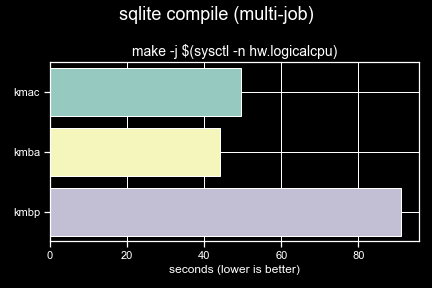 sqlite compile (multi-job)
make -j $(sysctl -n hw.logicalcpu)
kmac
kmba
kmbp
0 20 40 60 80
seconds (lower is better)